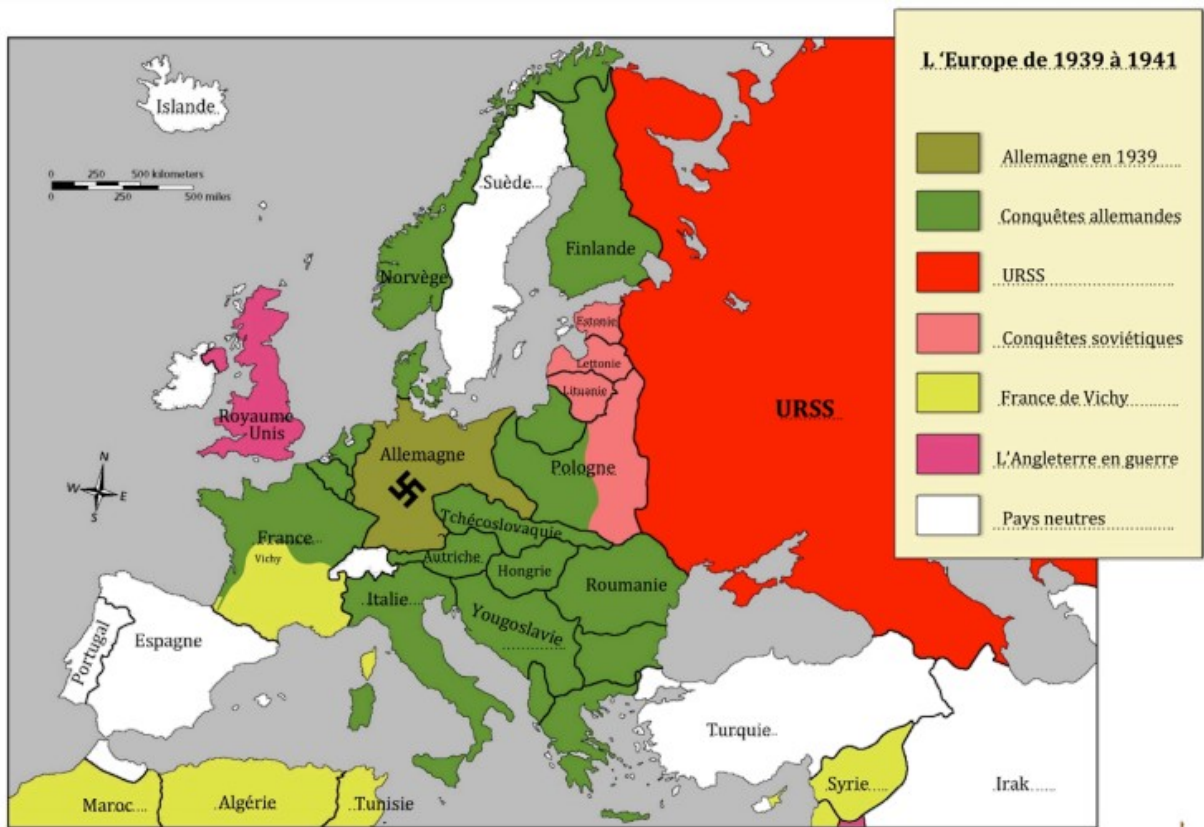 L ‘Europe de 1939 à 1941
Allemagne en 1939
Conquêtes allemandes
URSS
Conquêtes soviétiques
France de Vichy
L'Angleterre en guerre
Pays neutres
Islande
0 250 500 kilometers
0 250 500 miles
Suède
Finlande
Norvège
Estonie
Lettonie
Lituanie
URSS
Royaume
Unis
Allemagne
Pologne
N
W E
S
Tchécoslovaquie
France
Vichy
Autriche
Hongrie
Roumanie
Italie
Yougoslavie
Portugal
Espagne
Turquie
Syrie
Irak
Maroc
Algérie
Tunisie